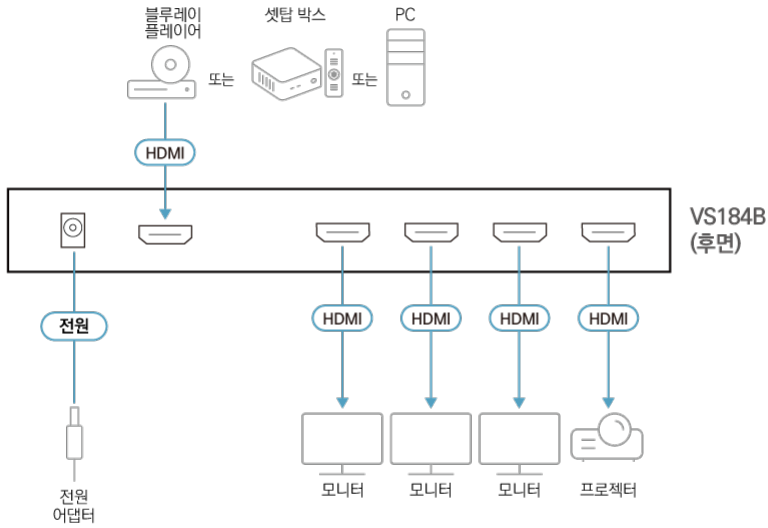 블루레이
플레이어
또는
셋탑 박스
또는
PC
HDMI
VS184B
(후면)
전원
HDMI
HDMI
HDMI
HDMI
전원
어댑터
모니터
모니터
모니터
프로젝터